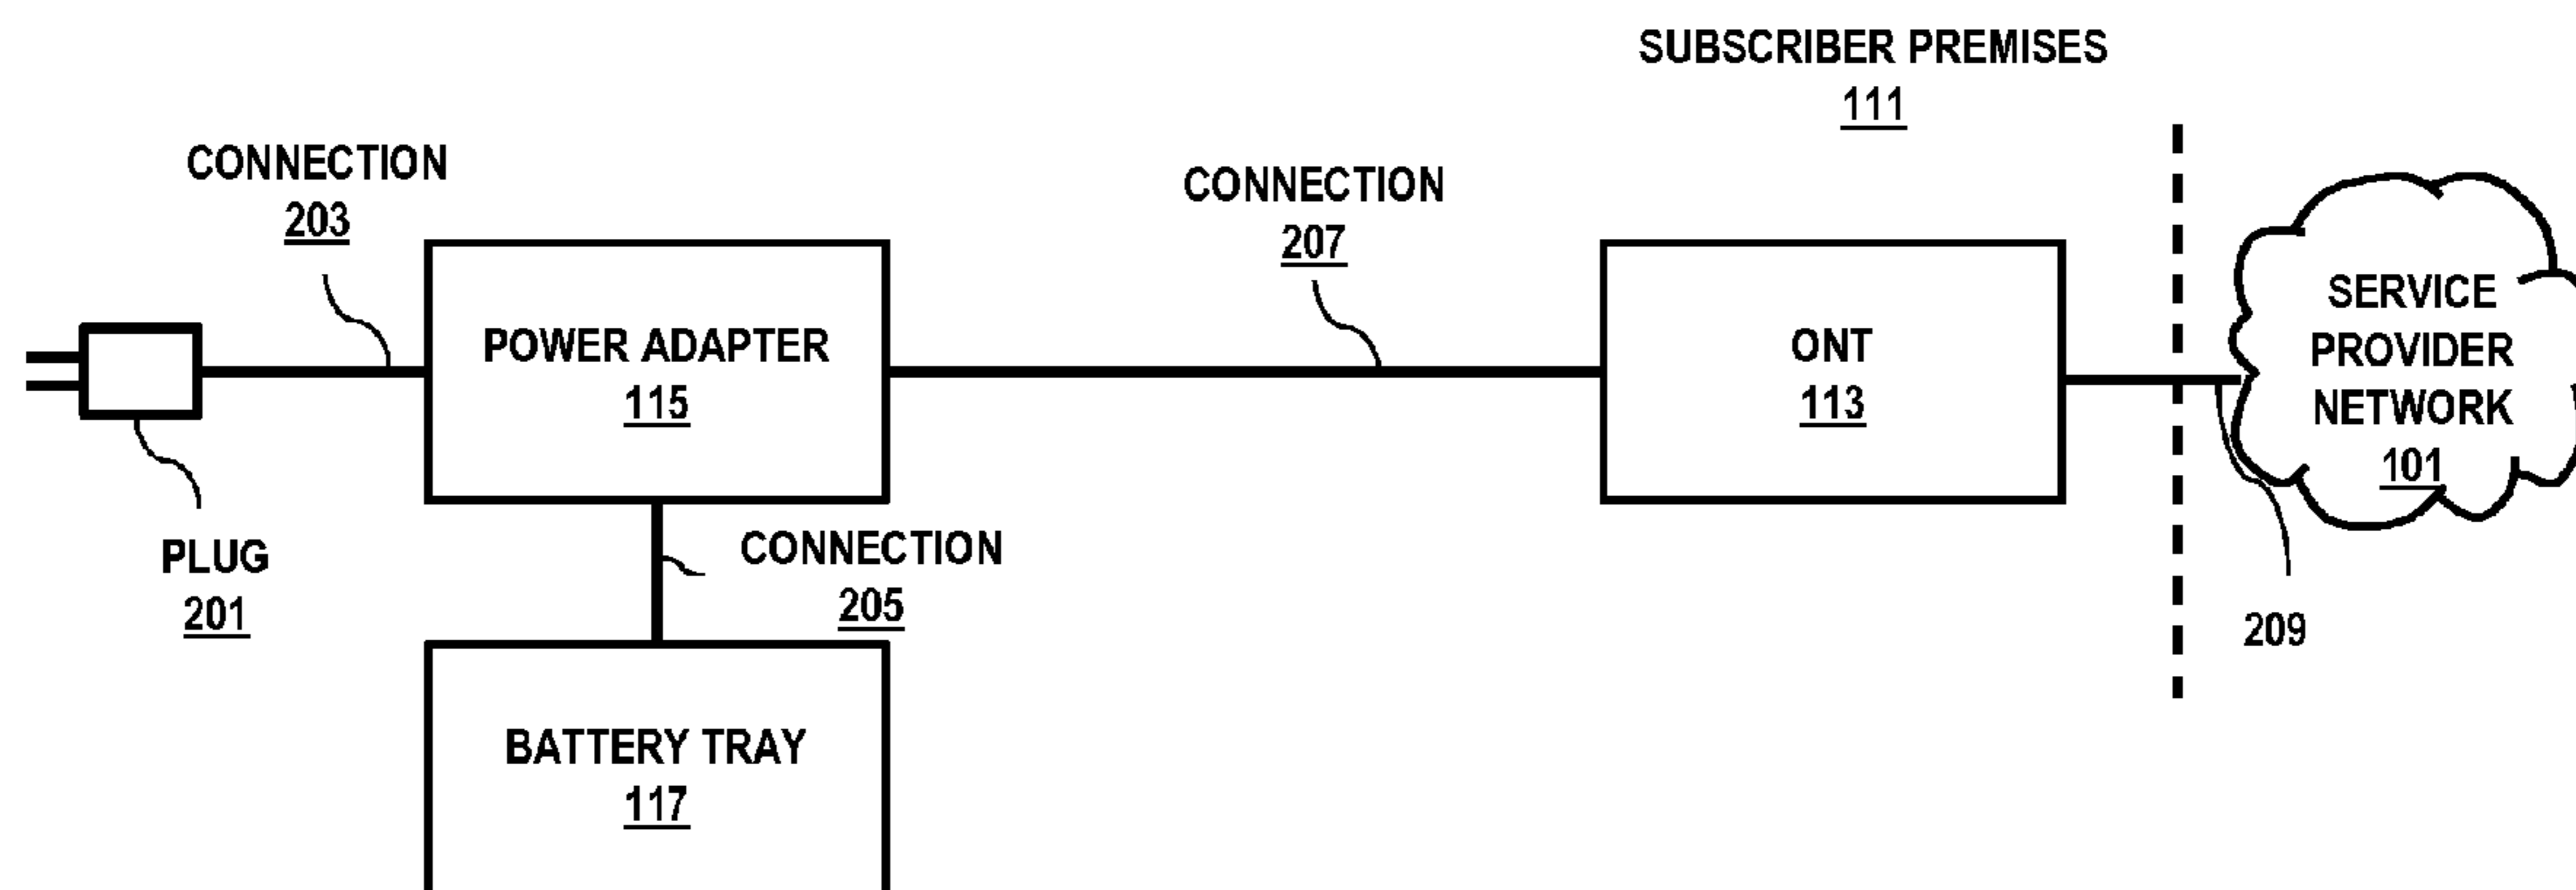 SUBSCRIBER PREMISES
111
CONNECTION
203
CONNECTION
207
POWER ADAPTER
115
ONT
113
SERVICE
PROVIDER
NETWORK
101
PLUG
201
CONNECTION
205
209
BATTERY TRAY
117